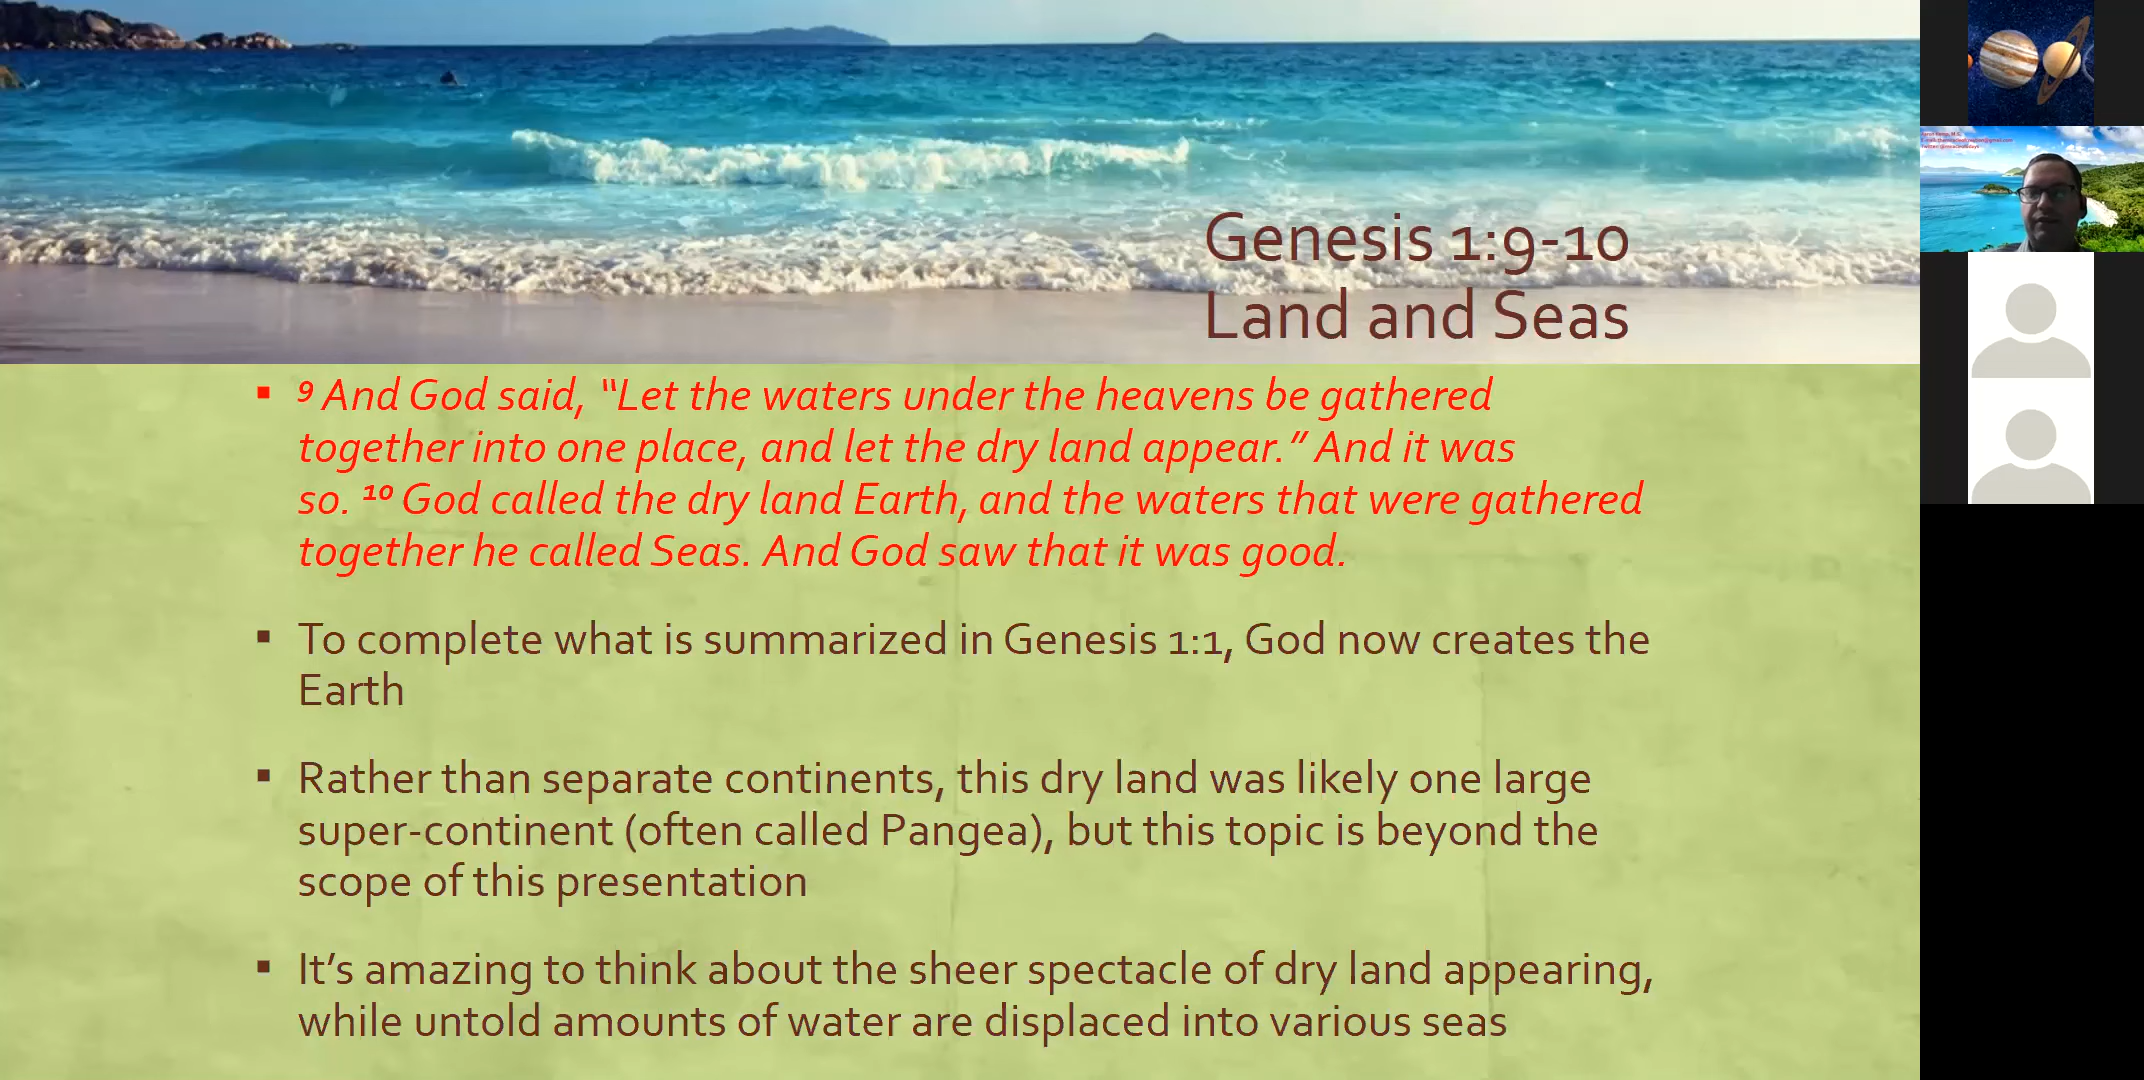 Genesis 1:9-10
Land and Seas
▪ 9 And God said, “Let the waters under the heavens be gathered
together into one place, and let the dry land appear.” And it was
so. 10 God called the dry land Earth, and the waters that were gathered
together he called Seas. And God saw that it was good.
▪ To complete what is summarized in Genesis 1:1, God now creates the
Earth
▪ Rather than separate continents, this dry land was likely one large
super-continent (often called Pangea), but this topic is beyond the
scope of this presentation
▪ It’s amazing to think about the sheer spectacle of dry land appearing,
while untold amounts of water are displaced into various seas